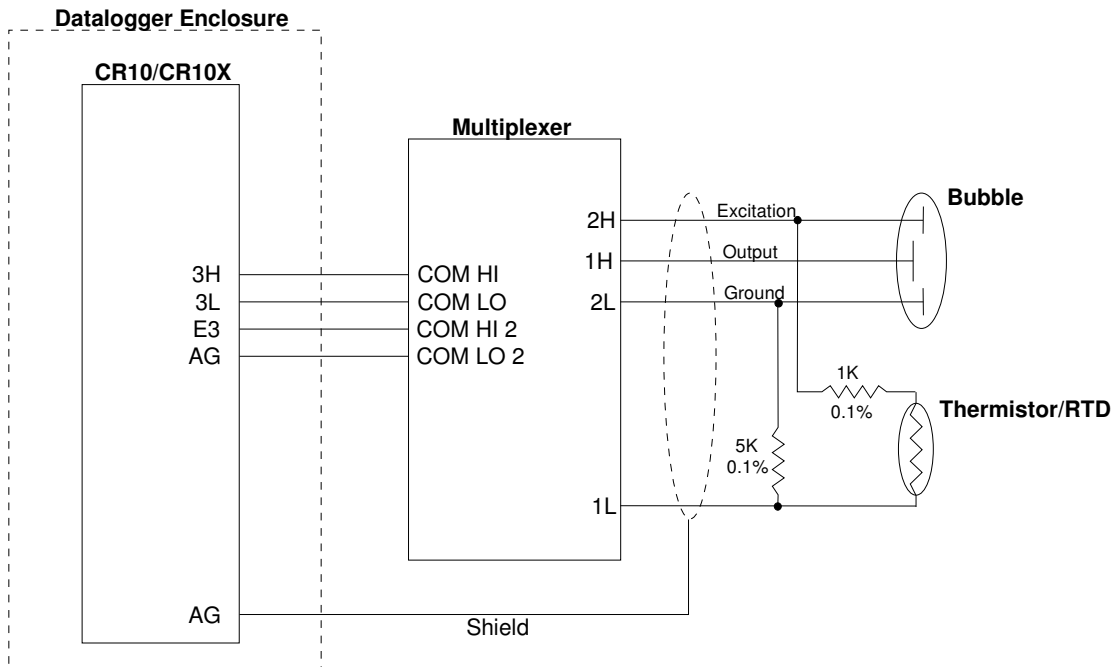 Datalogger Enclosure
CR10/CR10X
Multiplexer
Bubble
2H
Excitation
1H
Output
2L
Ground
3H
COM HI
3L
COM LO
E3
COM HI 2
AG
COM LO 2
1K
0.1%
Thermistor/RTD
5K
0.1%
1L
AG
Shield